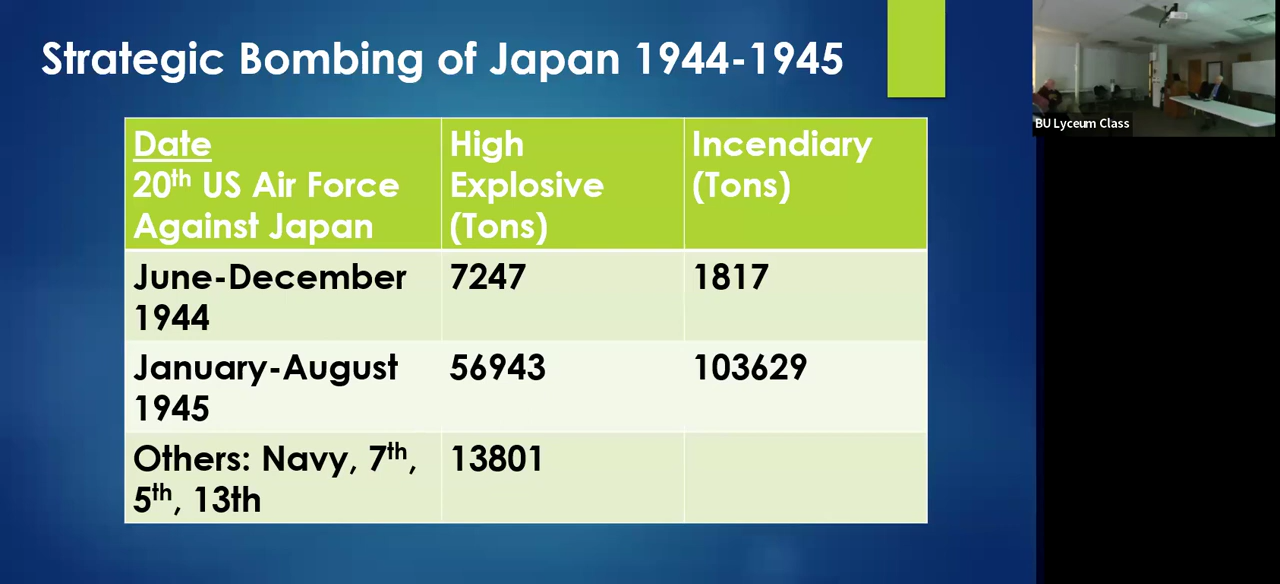 Strategic Bombing of Japan 1944-1945
BU Lyceum Class
Date
20th US Air Force
Against Japan
High
Explosive
(Tons)
Incendiary
(Tons)
June-December
1944
7247
1817
January-August
1945
56943
103629
Others: Navy, 7th,
5th, 13th
13801